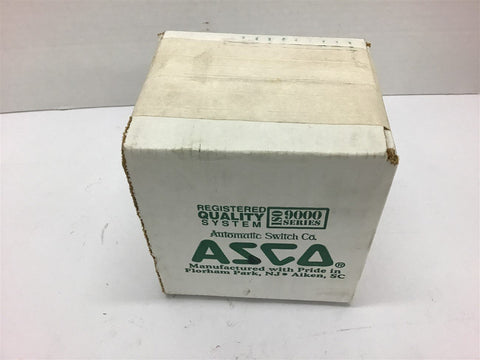 REGISTERED
QUALITY
SYSTEM
ISO 9000
SERIES
Automatic Switch Co.
ASCO®
Manufactured with Pride in
Florham Park, NJ • Aiken, SC